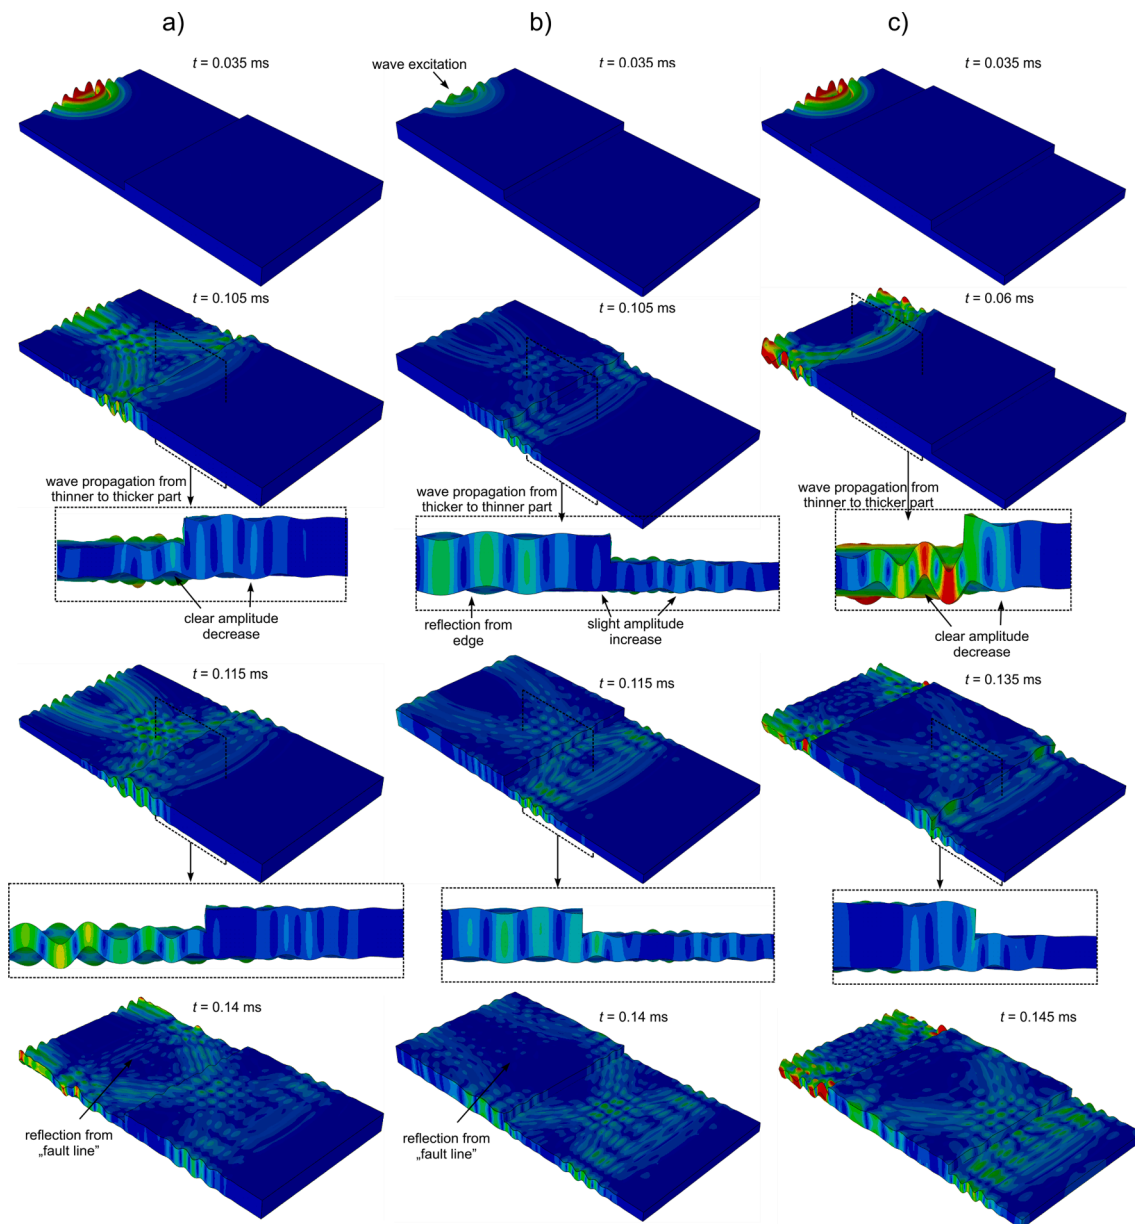 a)
b)
c)
t = 0.035 ms
wave excitation
t = 0.035 ms
t = 0.035 ms
t = 0.105 ms
t = 0.105 ms
t = 0.06 ms
wave propagation from
thinner to thicker part
wave propagation from
thicker to thinner part
wave propagation from
thinner to thicker part
clear amplitude
decrease
reflection from
edge
slight amplitude
increase
clear amplitude
decrease
t = 0.115 ms
t = 0.115 ms
t = 0.135 ms
t = 0.14 ms
t = 0.14 ms
t = 0.145 ms
reflection from
„fault line”
reflection from
„fault line”